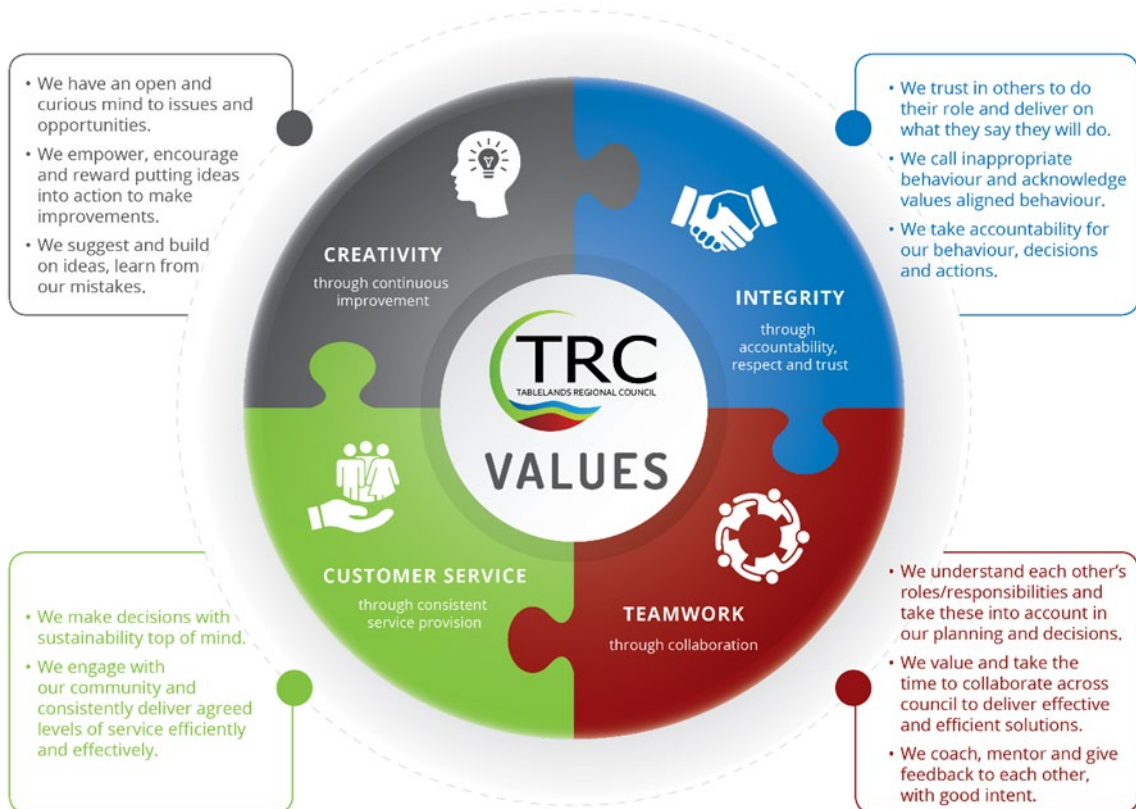 • We have an open and
curious mind to issues and
opportunities.
• We empower, encourage
and reward putting ideas
into action to make
improvements.
• We suggest and build
on ideas, learn from
our mistakes.
• We trust in others to do
their role and deliver on
what they say they will do.
• We call inappropriate
behaviour and acknowledge
values aligned behaviour.
• We take accountability for
our behaviour, decisions
and actions.
CREATIVITY
through continuous
improvement
INTEGRITY
through
accountability,
respect and trust
TRC
TABLELANDS REGIONAL COUNCIL
VALUES
CUSTOMER SERVICE
through consistent
service provision
TEAMWORK
through collaboration
• We make decisions with
sustainability top of mind.
• We engage with
our community and
consistently deliver agreed
levels of service efficiently
and effectively.
• We understand each other's
roles/responsibilities and
take these into account in
our planning and decisions.
• We value and take the
time to collaborate across
council to deliver effective
and efficient solutions.
• We coach, mentor and give
feedback to each other,
with good intent.